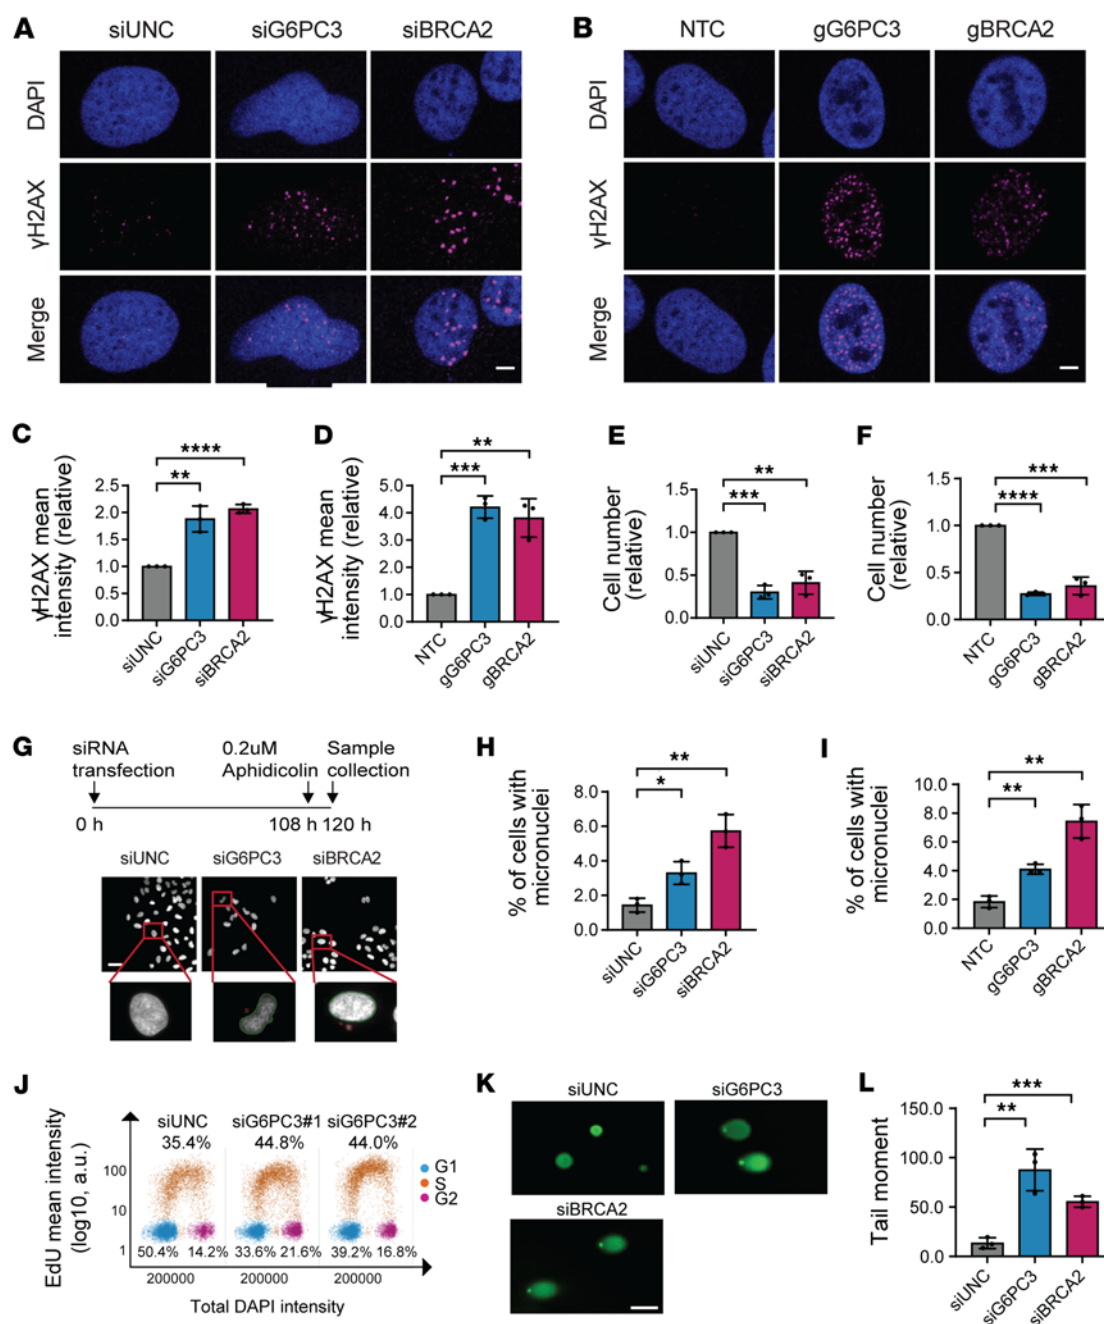 A
siUNC siG6PC3 siBRCA2
DAPI
γH2AX
Merge
B
NTC gG6PC3 gBRCA2
DAPI
γH2AX
Merge
C
γH2AX mean
intensity (relative)
2.5
2.0
1.5
1.0
0.5
0
**
****
siUNC siG6PC3 siBRCA2
D
γH2AX mean
intensity (relative)
5.0
4.0
3.0
2.0
1.0
0
***
**
NTC gG6PC3 gBRCA2
E
Cell number
(relative)
1.5
1.0
0.5
0
***
**
siUNC siG6PC3 siBRCA2
F
Cell number
(relative)
1.5
1.0
0.5
0
****
***
NTC gG6PC3 gBRCA2
G
siRNA
transfection
0.2uM
Aphidicolin
Sample
collection
0 h 108 h 120 h
siUNC siG6PC3 siBRCA2
H
% of cells with
micronuclei
8.0
6.0
4.0
2.0
0.0
*
**
siUNC siG6PC3 siBRCA2
I
% of cells with
micronuclei
10.0
8.0
6.0
4.0
2.0
0.0
**
**
NTC gG6PC3 gBRCA2
J
EdU mean intensity
(log10, a.u.)
siUNC siG6PC3#1 siG6PC3#2
35.4% 44.8% 44.0%
100
10
1
G1
S
G2
50.4% 14.2% 33.6% 21.6% 39.2% 16.8%
200000 200000 200000
Total DAPI intensity
K
siUNC siG6PC3
siBRCA2
L
Tail moment
150.0
100.0
50.0
0.0
**
***
siUNC siG6PC3 siBRCA2